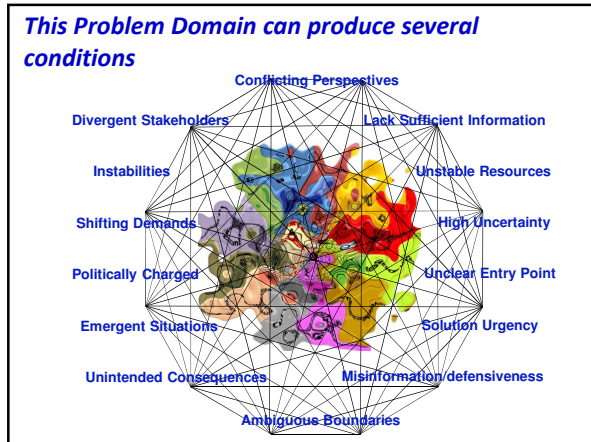 This Problem Domain can produce several
conditions
Conflicting Perspectives
Divergent Stakeholders
Lack Sufficient Information
Instabilities
Unstable Resources
Shifting Demands
High Uncertainty
Politically Charged
Unclear Entry Point
Emergent Situations
Solution Urgency
Unintended Consequences
Misinformation/defensiveness
Ambiguous Boundaries